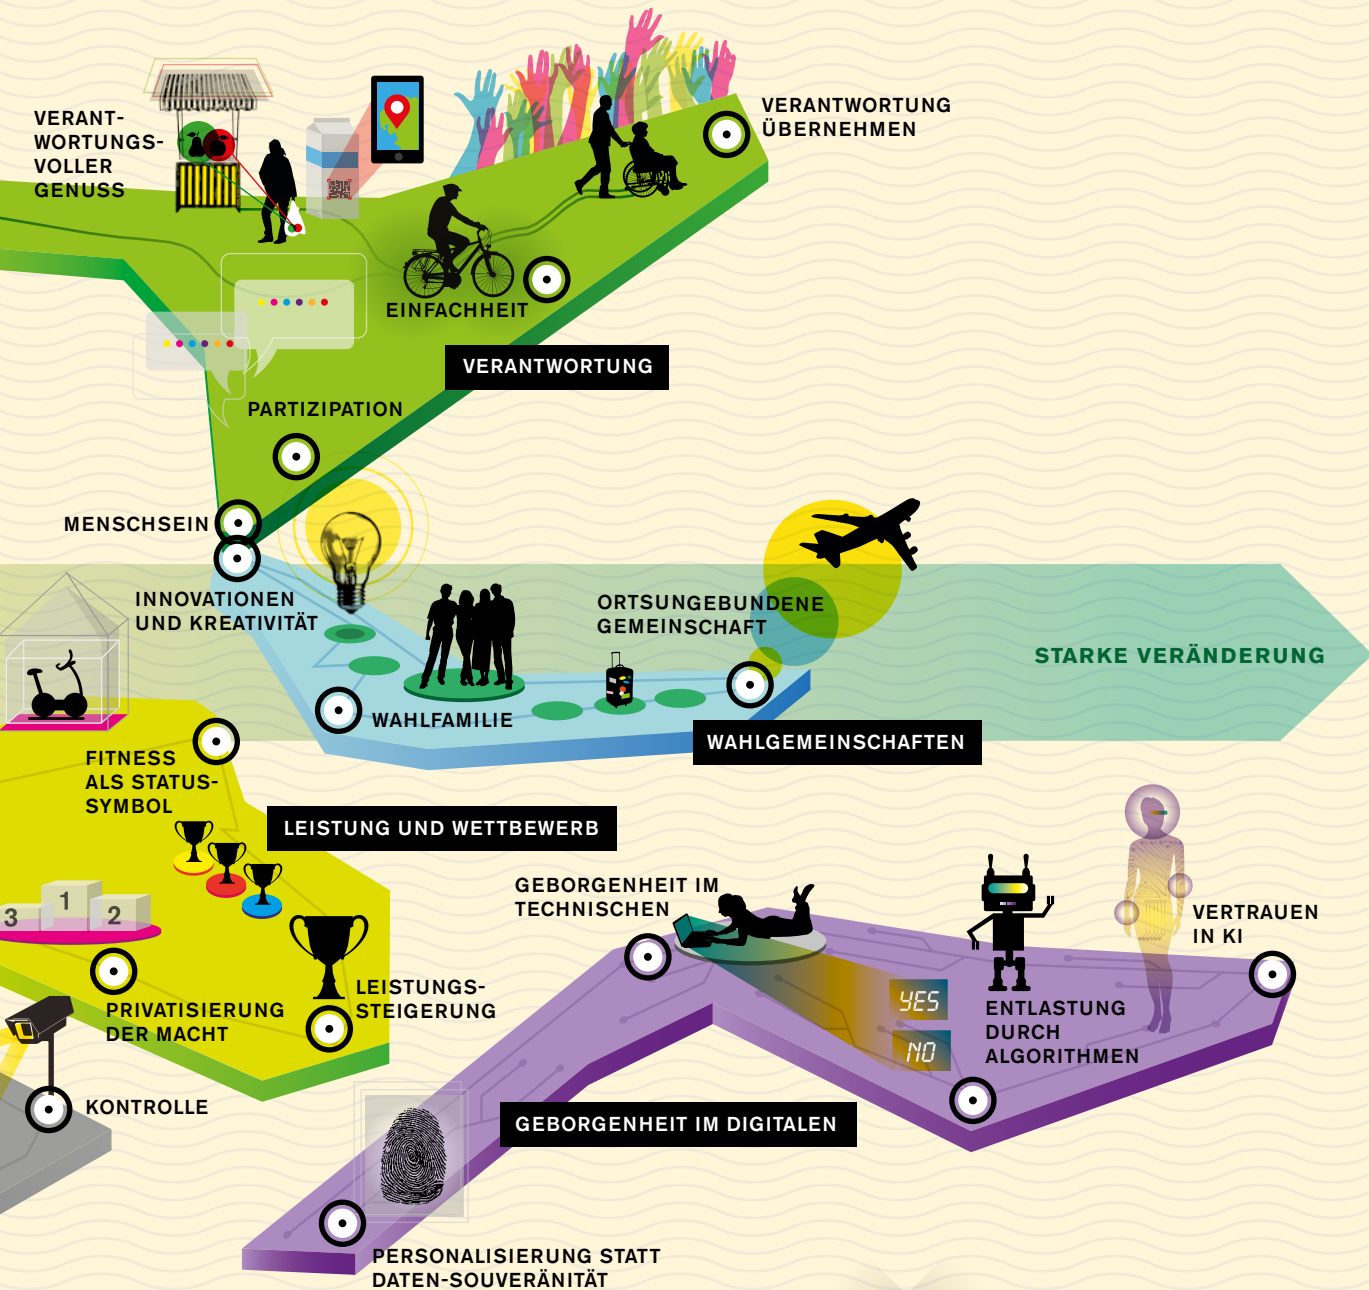 VERANT-
WORTUNGS-
VOLLER
GENUSS
VERANTWORTUNG
ÜBERNEHMEN
EINFACHHEIT
VERANTWORTUNG
PARTIZIPATION
MENSCHSEIN
INNOVATIONEN
UND KREATIVITÄT
ORTSUNGEBUNDENE
GEMEINSCHAFT
STARKE VERÄNDERUNG
WAHLFAMILIE
WAHLGEMEINSCHAFTEN
FITNESS
ALS STATUS-
SYMBOL
LEISTUNG UND WETTBEWERB
3
1
2
PRIVATISIERUNG
DER MACHT
LEISTUNGS-
STEIGERUNG
KONTROLLE
GEBORGENHEIT IM
TECHNISCHEN
YES
NO
ENTLASTUNG
DURCH
ALGORITHMEN
VERTRAUEN
IN KI
GEBORGENHEIT IM DIGITALEN
PERSONALISIERUNG STATT
DATEN-SOUVERÄNITÄT